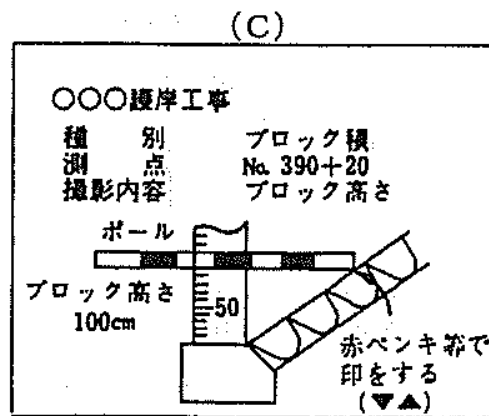 (C)
○○○護岸工事
種 別 ブロック積
測 点 No. 390+20
撮影内容 ブロック高さ
ポール
ブロック高さ
100cm
50
赤ペンキ等で
印をする
(▼▲)